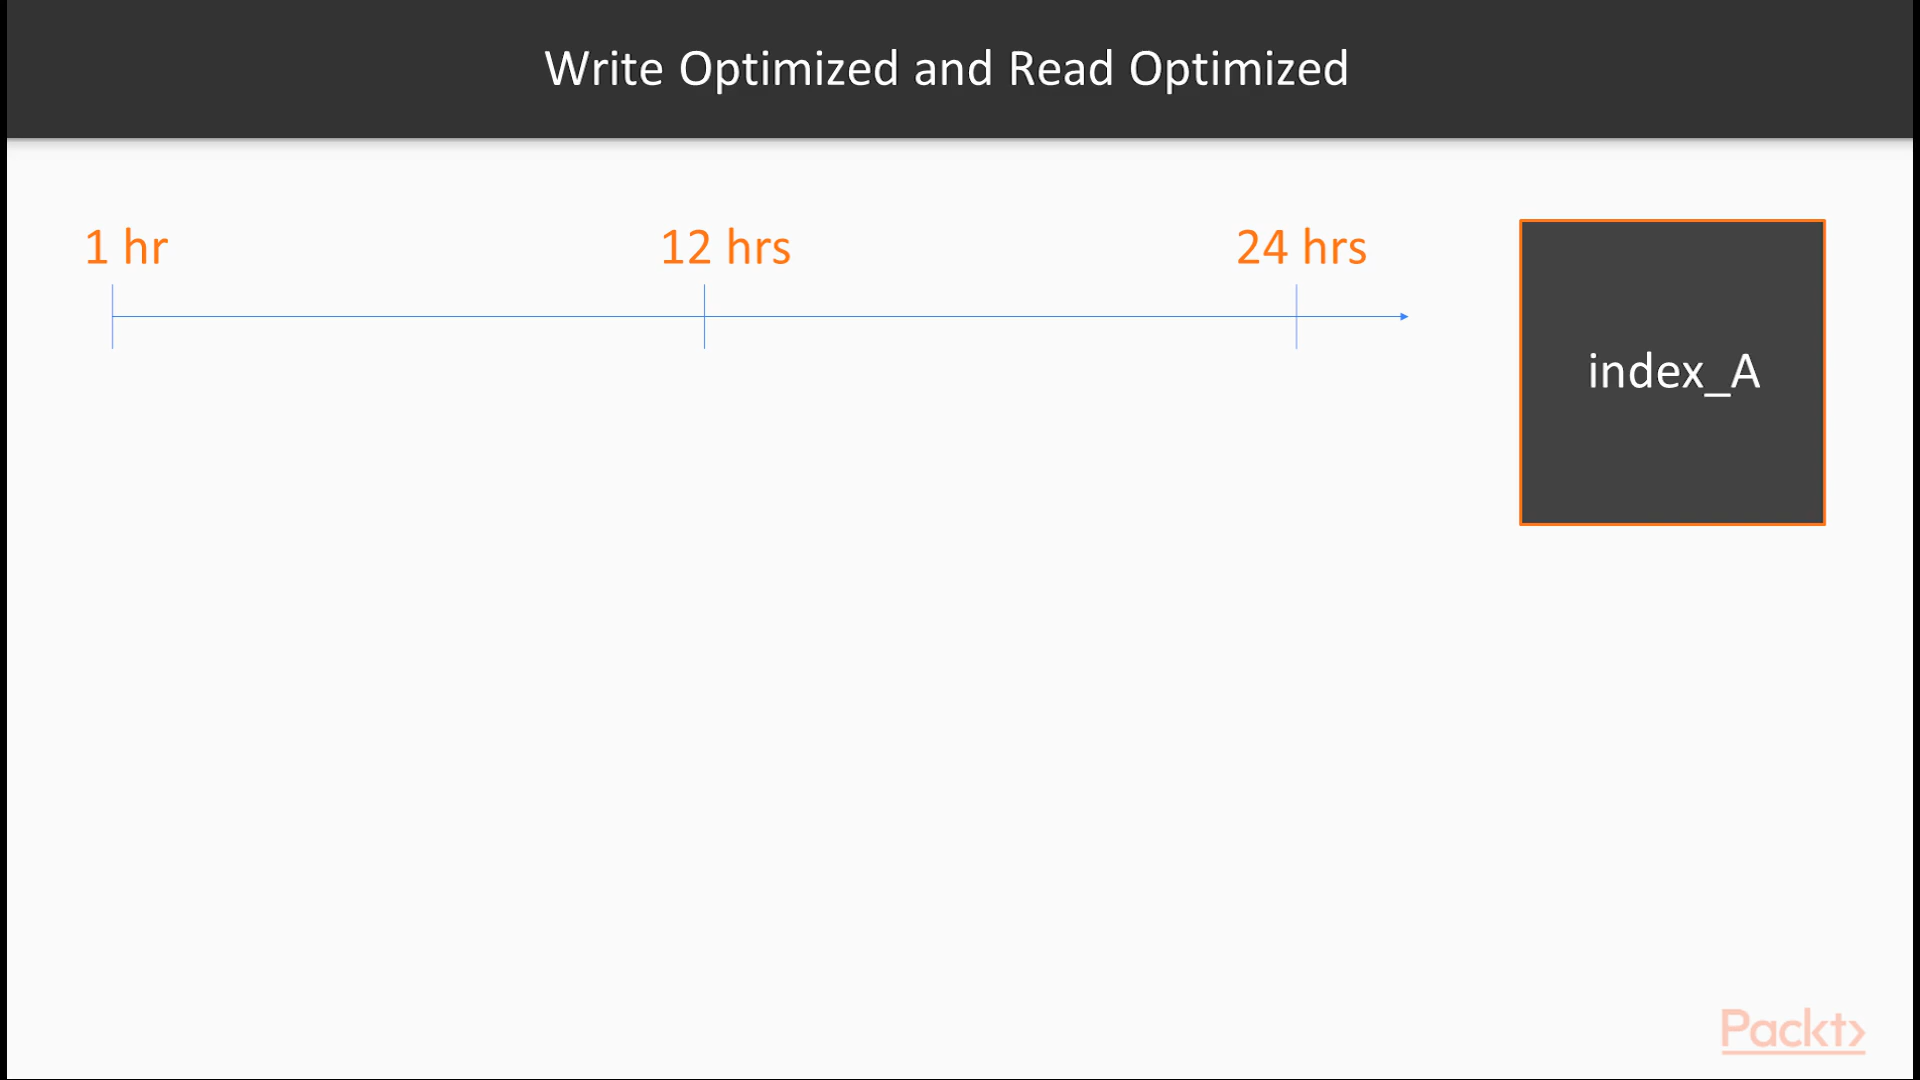 Write Optimized and Read Optimized
1 hr
12 hrs
24 hrs
index_A
Packt>